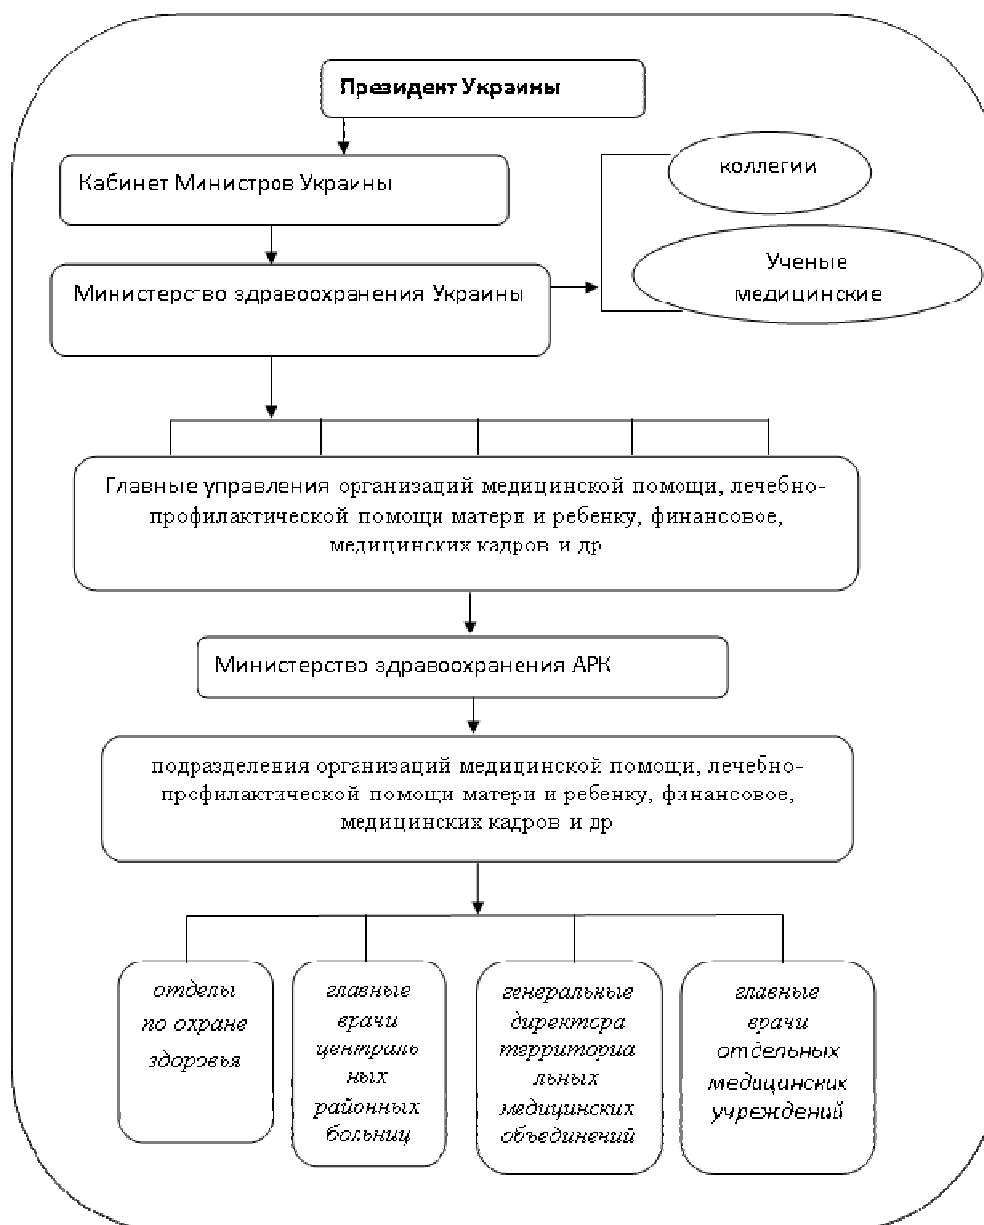 Президент Украины
Кабинет Министров Украины
коллегии
Ученые
медицинские
Министерство здравоохранения Украины
Главные управления организаций медицинской помощи, лечебно-
профилактической помощи матери и ребенку, финансовое,
медицинских кадров и др
Министерство здравоохранения АРК
подразделения организаций медицинской помощи, лечебно-
профилактической помощи матери и ребенку, финансовое,
медицинских кадров и др
отделы
по охране
здоровья
главные
врачи
централь
ных
районных
больниц
генеральные
директора
территориа
льных
медицинских
объединений
главные
врачи
отдельных
медицинских
учреждений